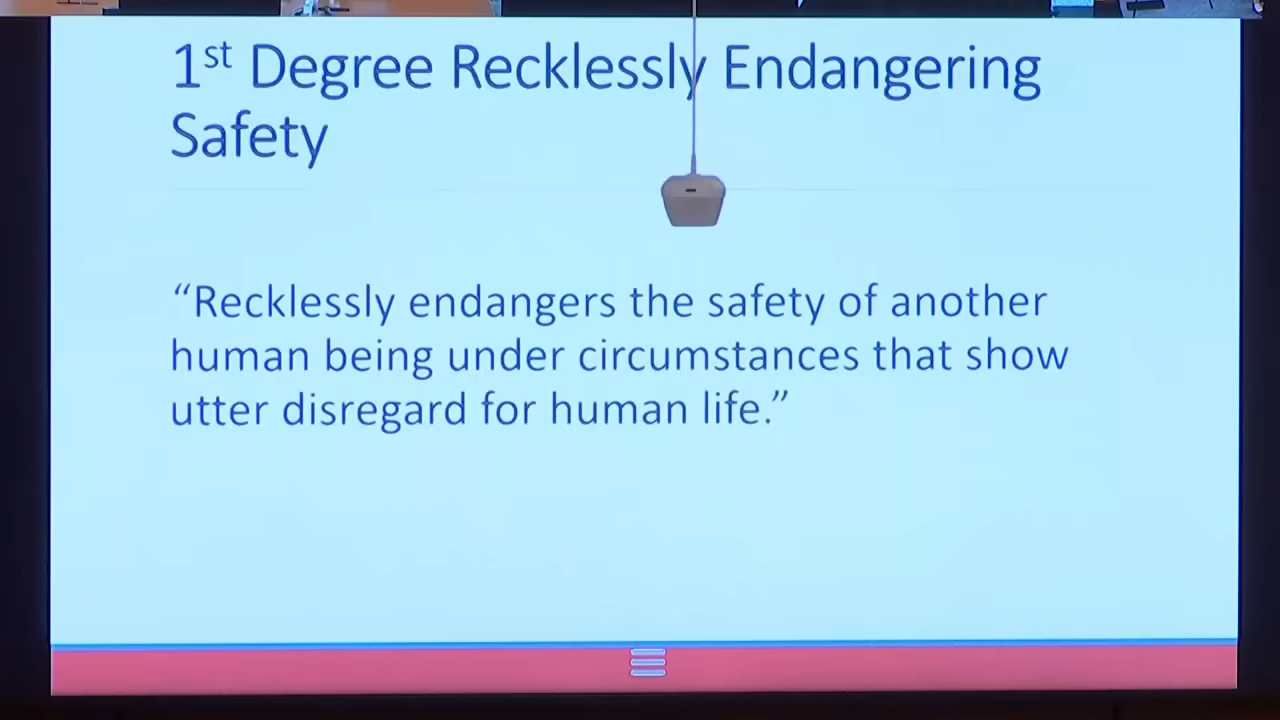 1st Degree Recklessly Endangering
Safety
“Recklessly endangers the safety of another
human being under circumstances that show
utter disregard for human life.”